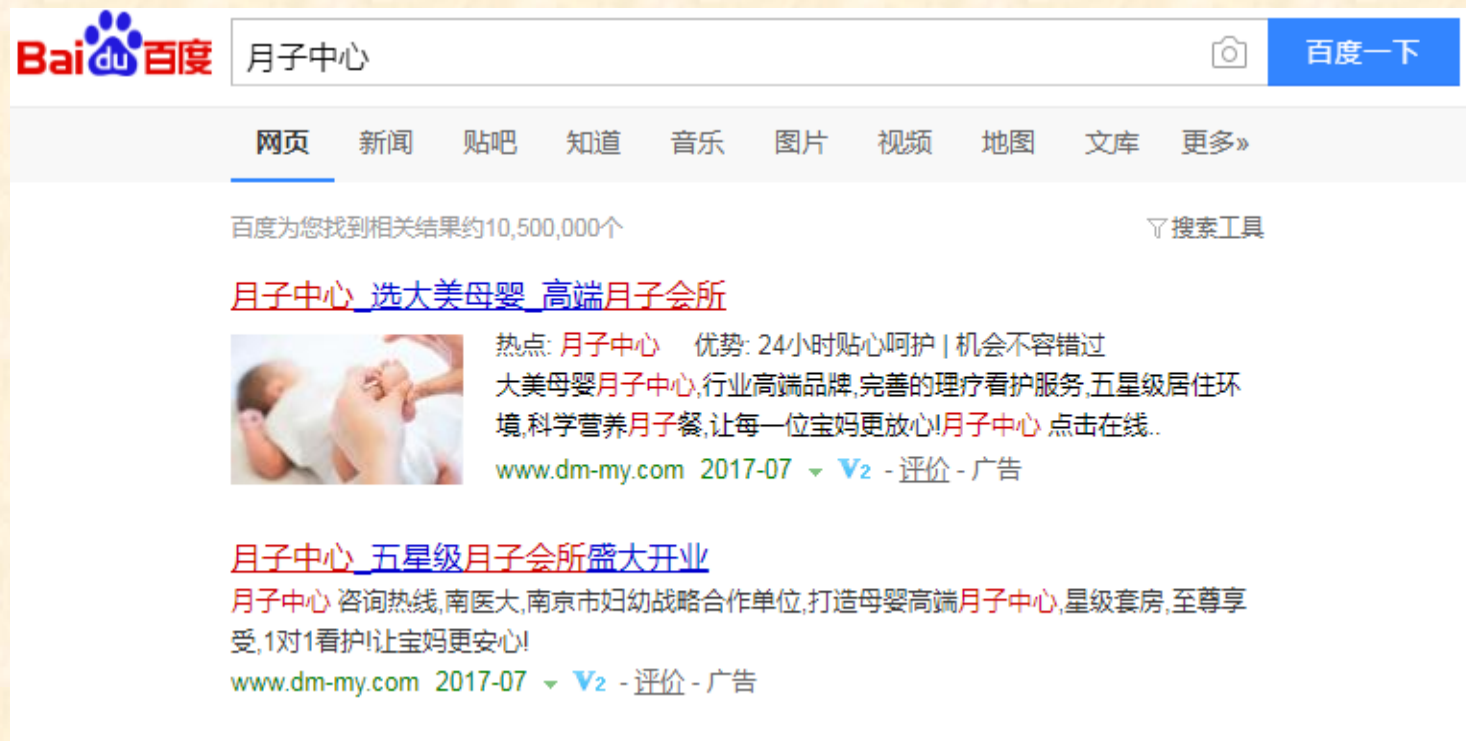 Bai du 百度
月子中心
百度一下
网页 新闻 贴吧 知道 音乐 图片 视频 地图 文库 更多»
百度为您找到相关结果约10,500,000个 搜索工具
月子中心_选大美母婴_高端月子会所
热点: 月子中心 优势: 24小时贴心呵护 | 机会不容错过
大美母婴月子中心,行业高端品牌,完善的理疗看护服务,五星级居住环
境,科学营养月子餐,让每一位宝妈更放心!月子中心 点击在线..
www.dm-my.com 2017-07 V2 - 评价 - 广告
月子中心_五星级月子会所盛大开业
月子中心 咨询热线,南医大,南京市妇幼战略合作单位,打造母婴高端月子中心,星级套房,至尊享
受,1对1看护!让宝妈更安心!
www.dm-my.com 2017-07 V2 - 评价 - 广告